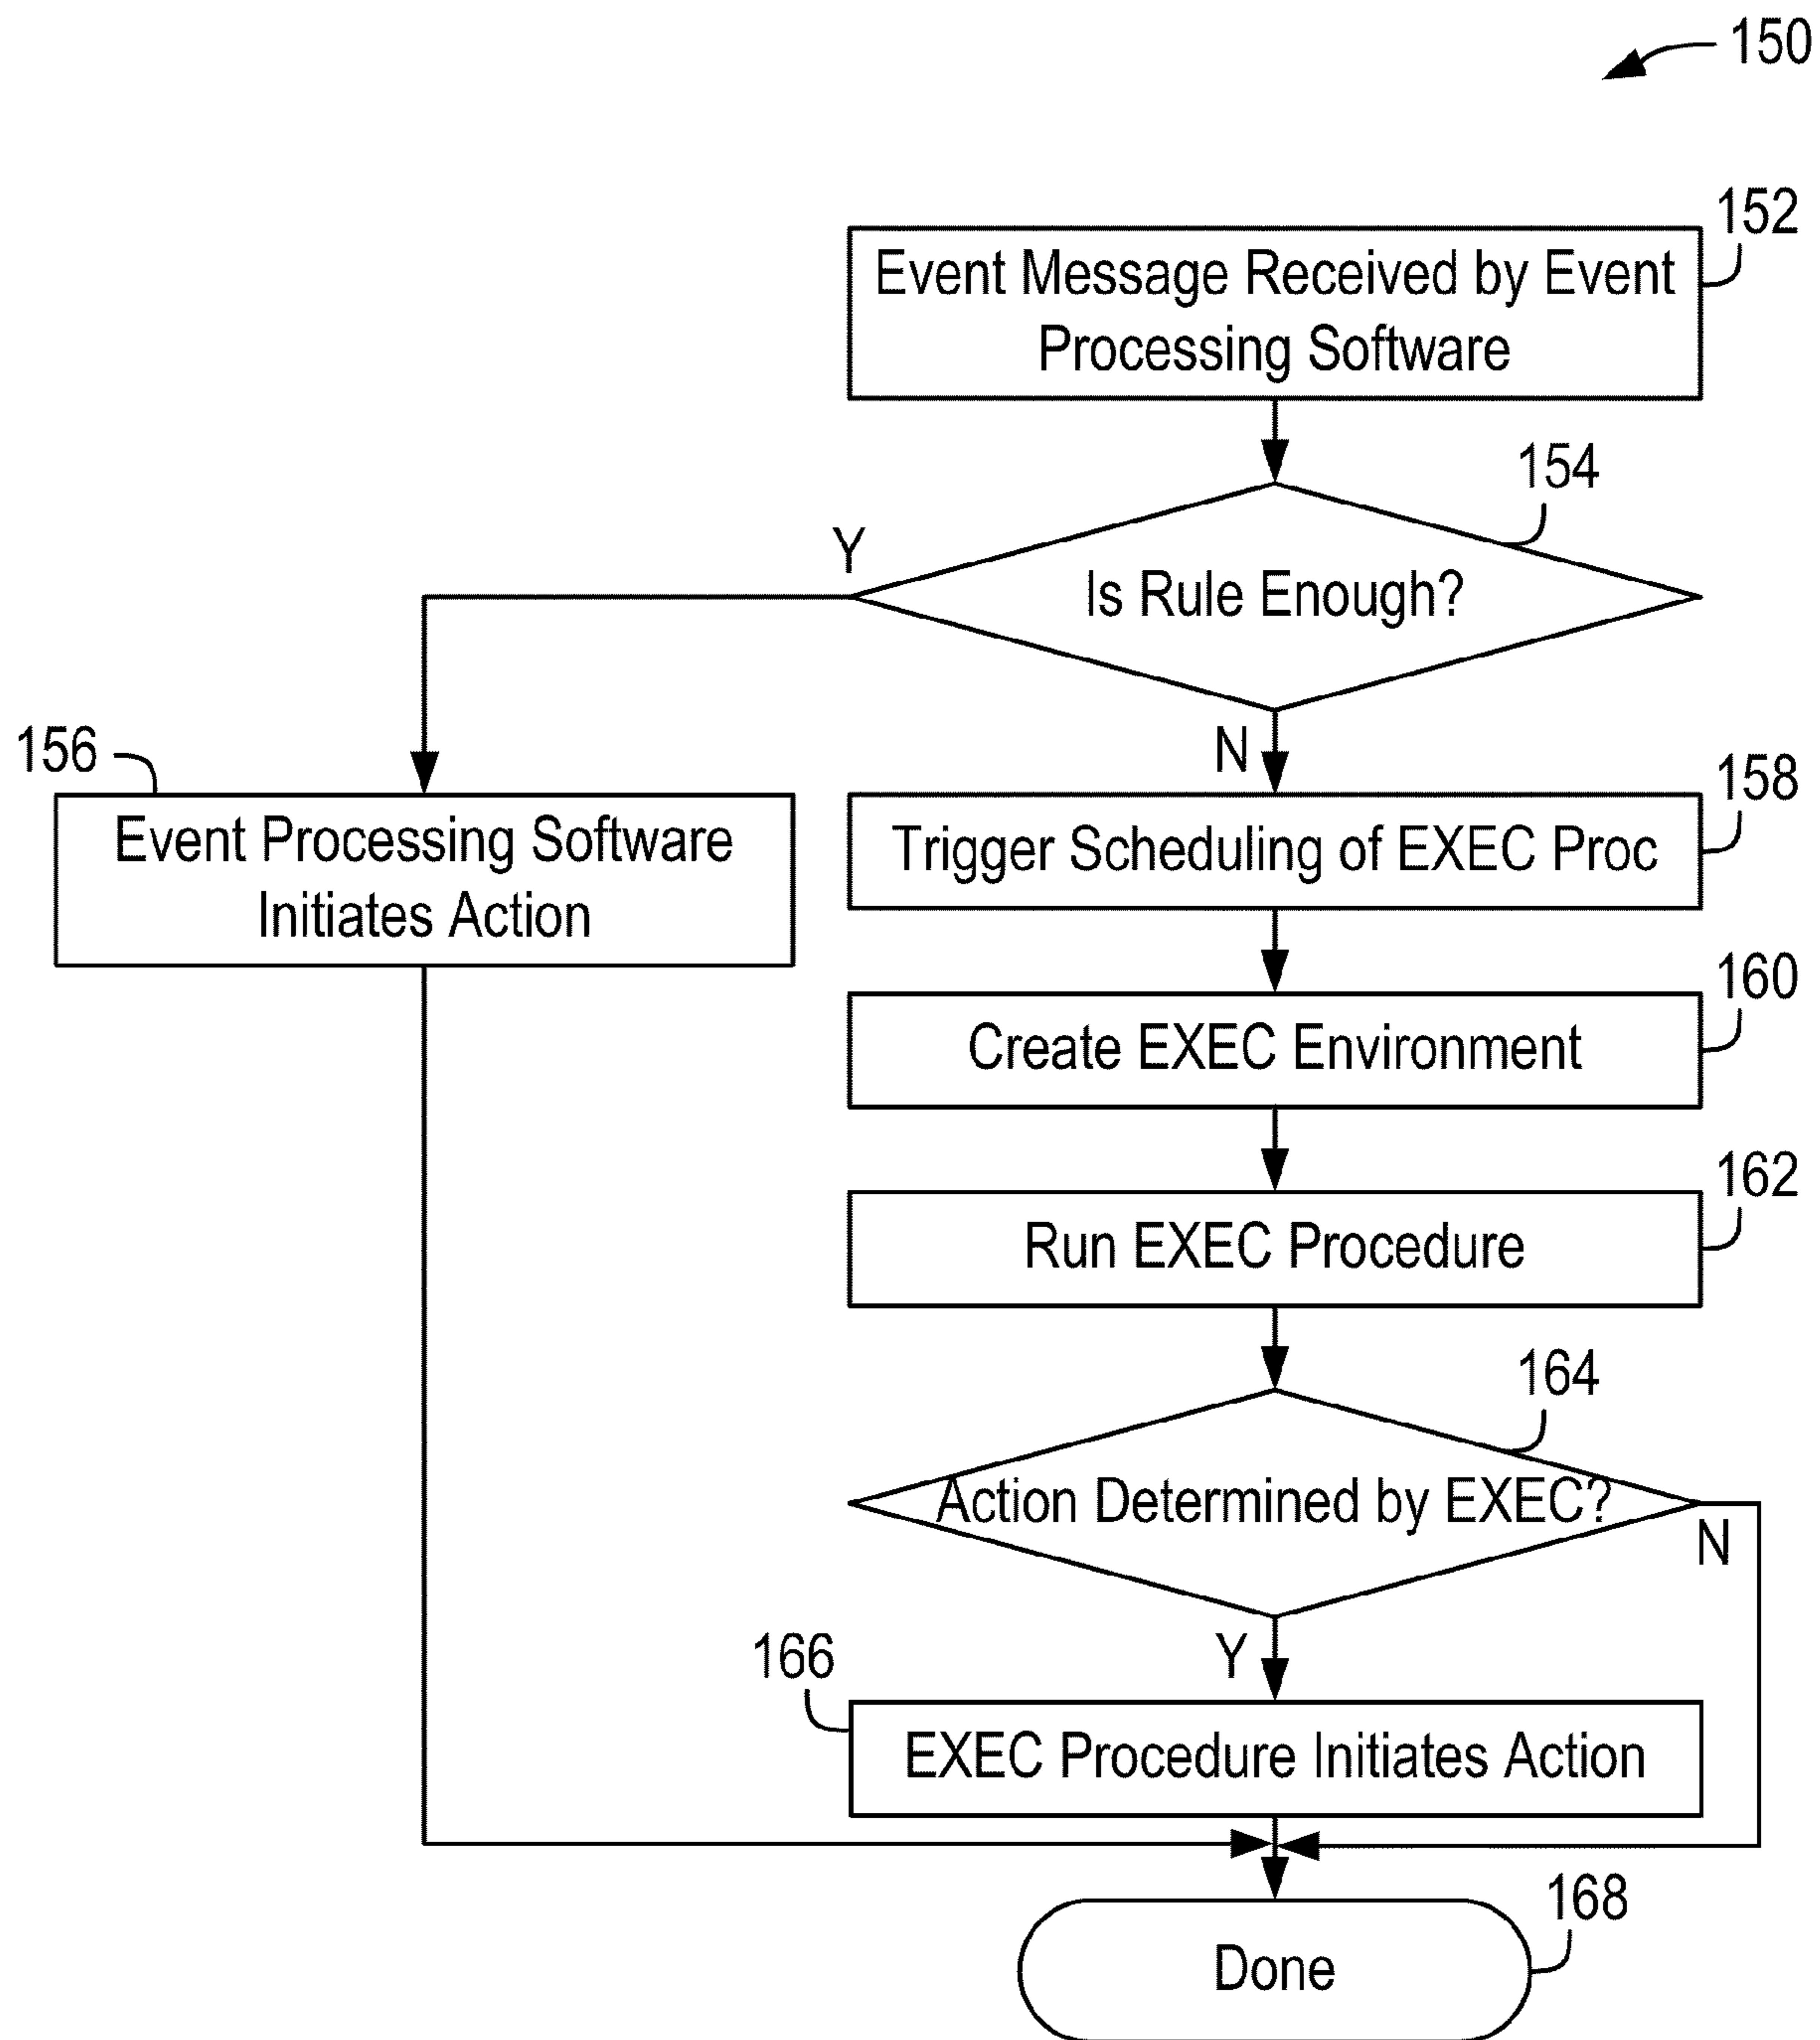 150
152
Event Message Received by Event
Processing Software
154
Y
Is Rule Enough?
156
N
158
Event Processing Software
Initiates Action
Trigger Scheduling of EXEC Proc
160
Create EXEC Environment
162
Run EXEC Procedure
164
Action Determined by EXEC?
N
Y
166
EXEC Procedure Initiates Action
168
Done